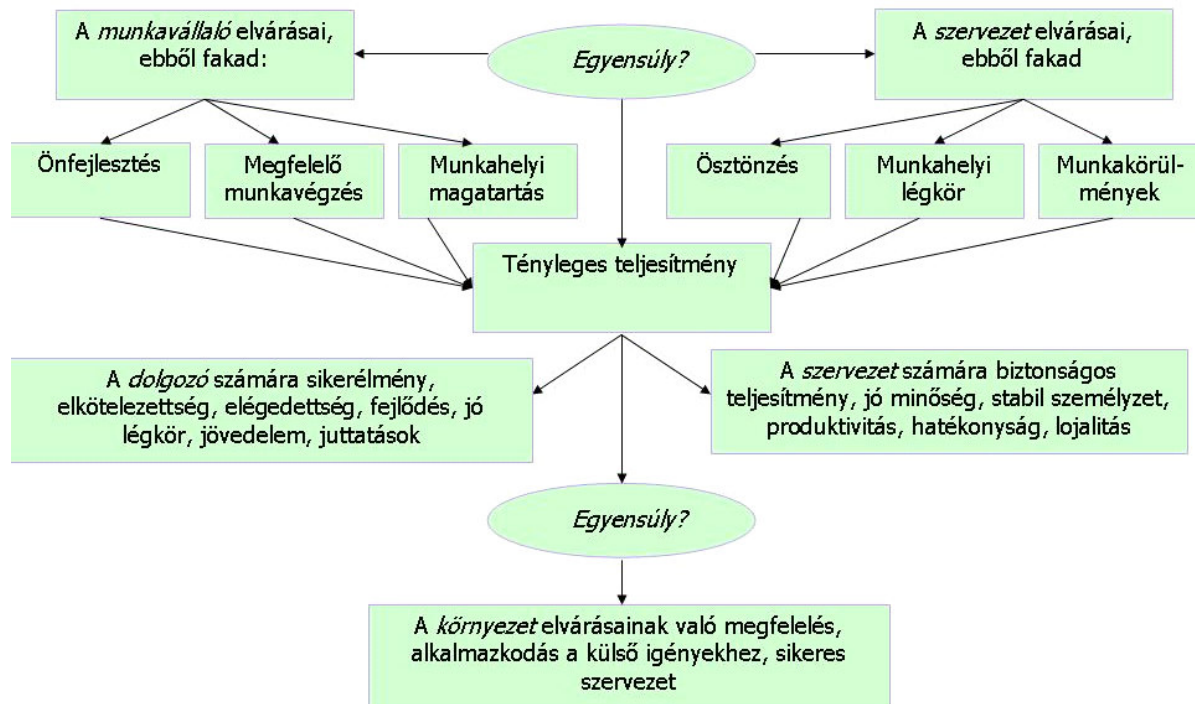 A munkavállaló elvárásai,
ebből fakad:
Egyensúly?
A szervezet elvárásai,
ebből fakad
Önfejlesztés
Megfelelő
munkavégzés
Munkahelyi
magatartás
Ösztönzés
Munkahelyi
légkör
Munkakörül-
mények
Tényleges teljesítmény
A dolgozó számára sikerélmény,
elkötelezettség, elégedettség, fejlődés, jó
légkör, jövedelem, juttatások
A szervezet számára biztonságos
teljesítmény, jó minőség, stabil személyzet,
produktivitás, hatékonyság, lojalitás
Egyensúly?
A környezet elvárásainak való megfelelés,
alkalmazkodás a külső igényekhez, sikeres
szervezet